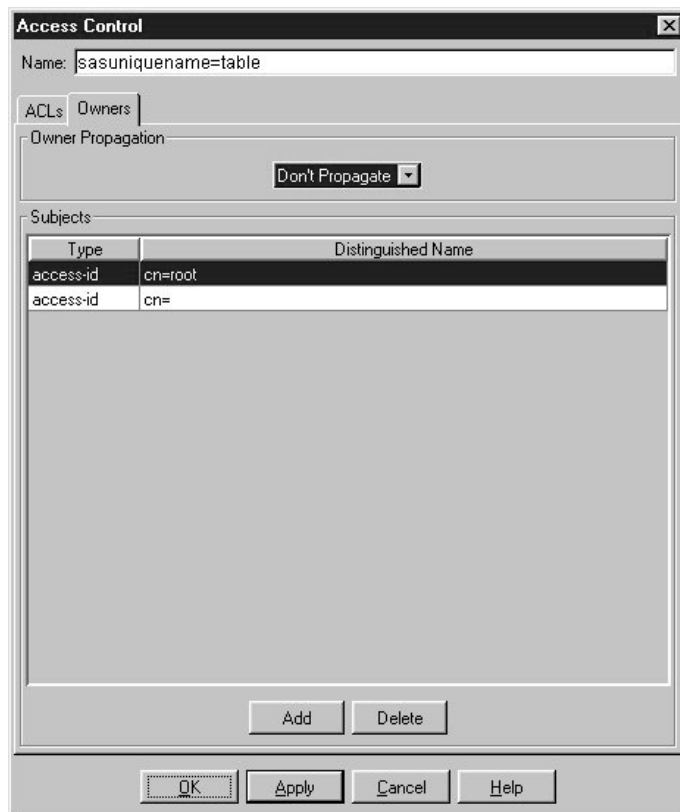 Access Control
Name: sasuniquename=table
ACLs Owners
Owner Propagation
Don't Propagate
Subjects
Type Distinguished Name
access-id cn=root
access-id cn=
Add Delete
OK Apply Cancel Help